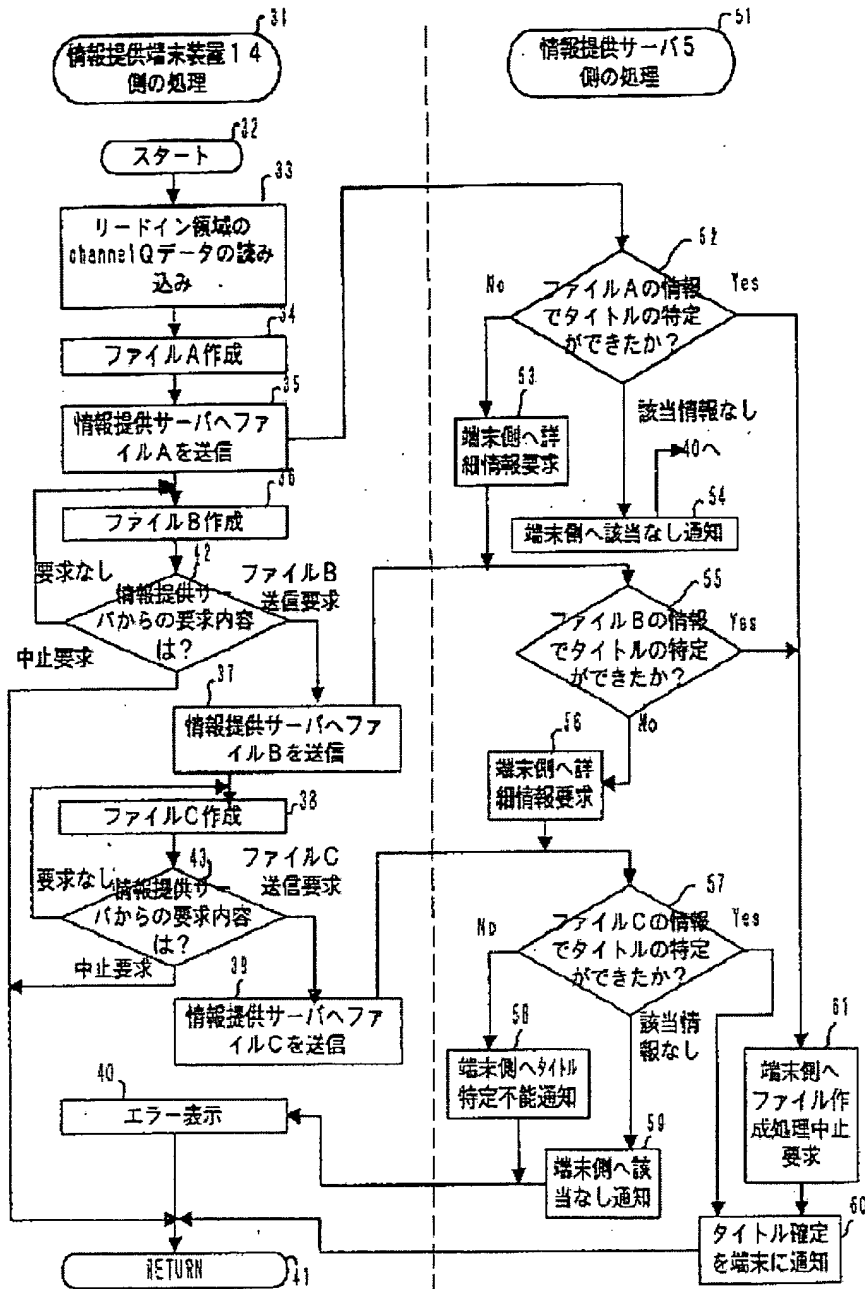 31
情報提供端末装置14
側の処理
51
情報提供サーバ5
側の処理
32
スタート
33
リードイン領域の
channelQデータの読み
込み
34
ファイルA作成
35
情報提供サーバへファ
イルAを送信
36
ファイルB作成
42
要求なし
ファイルB
送信要求
情報提供サー
バからの要求内容
は?
中止要求
37
情報提供サーバへファ
イルBを送信
38
ファイルC作成
43
要求なし
ファイルC
送信要求
情報提供サー
バからの要求内容
は?
中止要求
39
情報提供サーバへファ
イルCを送信
40
エラー表示
RETURN
41
52
No
Yes
ファイルAの情報
でタイトルの特定
ができたか?
53
端末側へ詳
細情報要求
該当情報なし
40へ
54
端末側へ該当なし通知
55
Yes
ファイルBの情報
でタイトルの特定
ができたか?
No
56
端末側へ詳
細情報要求
57
No
Yes
ファイルCの情報
でタイトルの特定
ができたか?
該当情
報なし
58
端末側へタイトル
特定不能通知
59
端末側へ該
当なし通知
61
端末側へ
ファイル作
成処理中止
要求
60
タイトル確定
を端末に通知